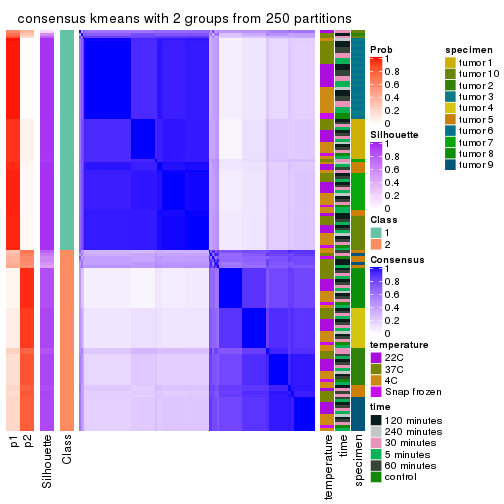 consensus kmeans with 2 groups from 250 partitions
Prob
1
0.8
0.6
0.4
0.2
0
Silhouette
1
0.8
0.6
0.4
0.2
0
Class
1
2
Consensus
1
0.8
0.6
0.4
0.2
0
temperature
22C
37C
4C
Snap frozen
time
120 minutes
240 minutes
30 minutes
5 minutes
60 minutes
control
specimen
tumor 1
tumor 10
tumor 2
tumor 3
tumor 4
tumor 5
tumor 6
tumor 7
tumor 8
tumor 9
p1
p2
Silhouette
Class
temperature
time
specimen